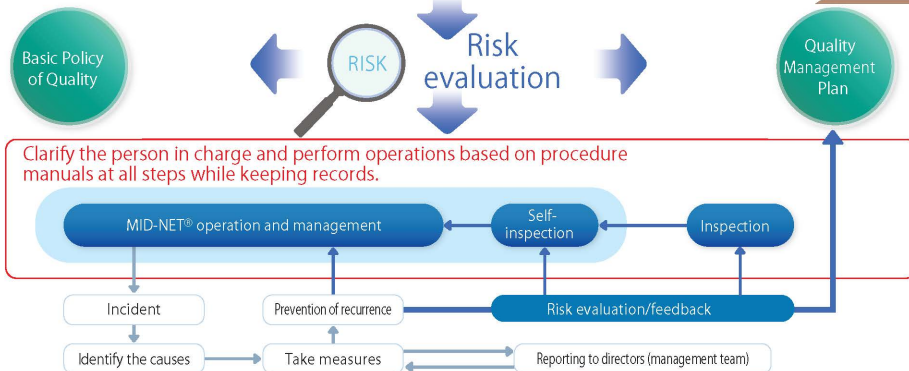 Basic Policy
of Quality
RISK
Risk
evaluation
Quality
Management
Plan
Clarify the person in charge and perform operations based on procedure
manuals at all steps while keeping records.
MID-NET® operation and management
Self-
inspection
Inspection
Incident
Prevention of recurrence
Risk evaluation/feedback
Identify the causes
Take measures
Reporting to directors (management team)